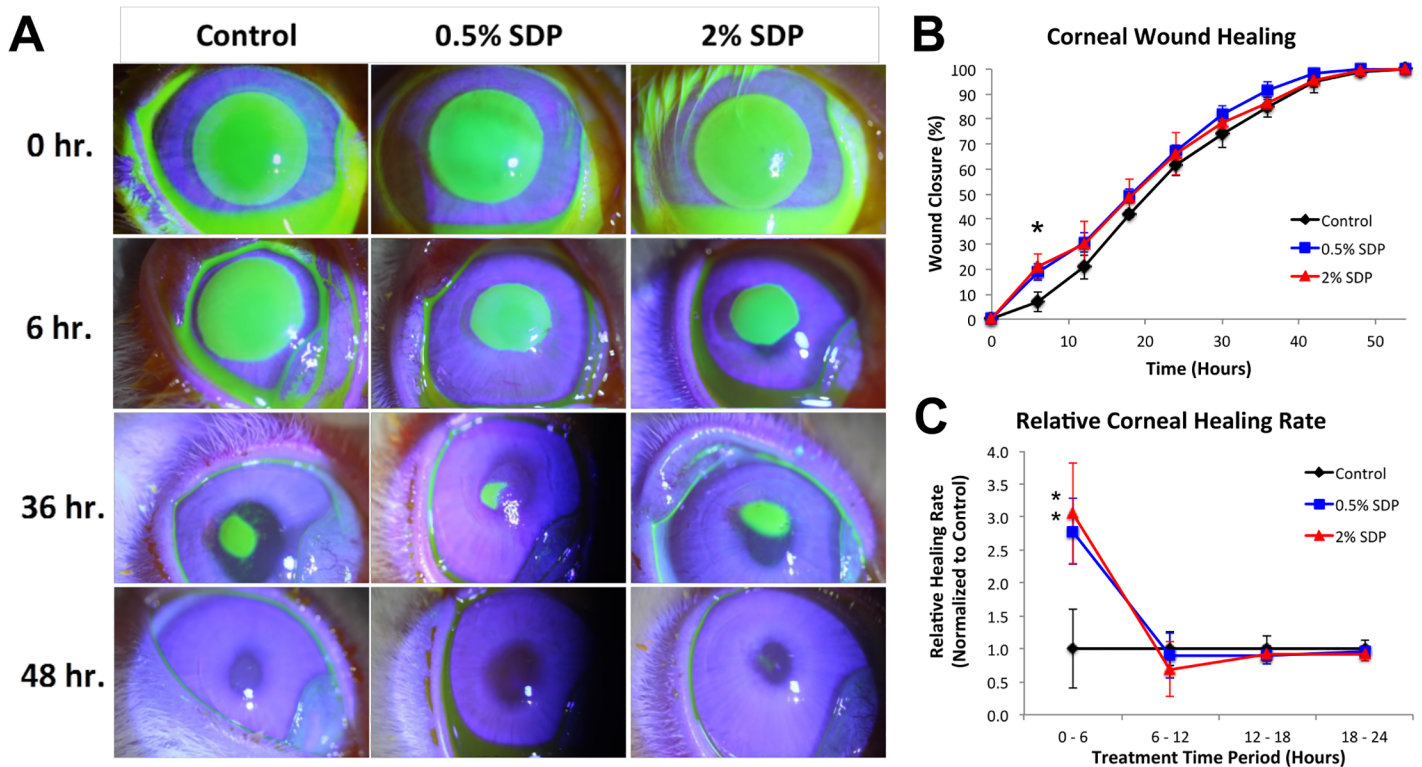 A
Control 0.5% SDP 2% SDP
0 hr.
6 hr.
36 hr.
48 hr.
B
Corneal Wound Healing
Wound Closure (%)
100
90
80
70
60
50
40
30
20
10
0
*
Control
0.5% SDP
2% SDP
0 10 20 30 40 50
Time (Hours)
C
Relative Corneal Healing Rate
Relative Healing Rate
(Normalized to Control)
4.0
3.5
3.0
2.5
2.0
1.5
1.0
0.5
0.0
*
*
Control
0.5% SDP
2% SDP
0 - 6 6 - 12 12 - 18 18 - 24
Treatment Time Period (Hours)